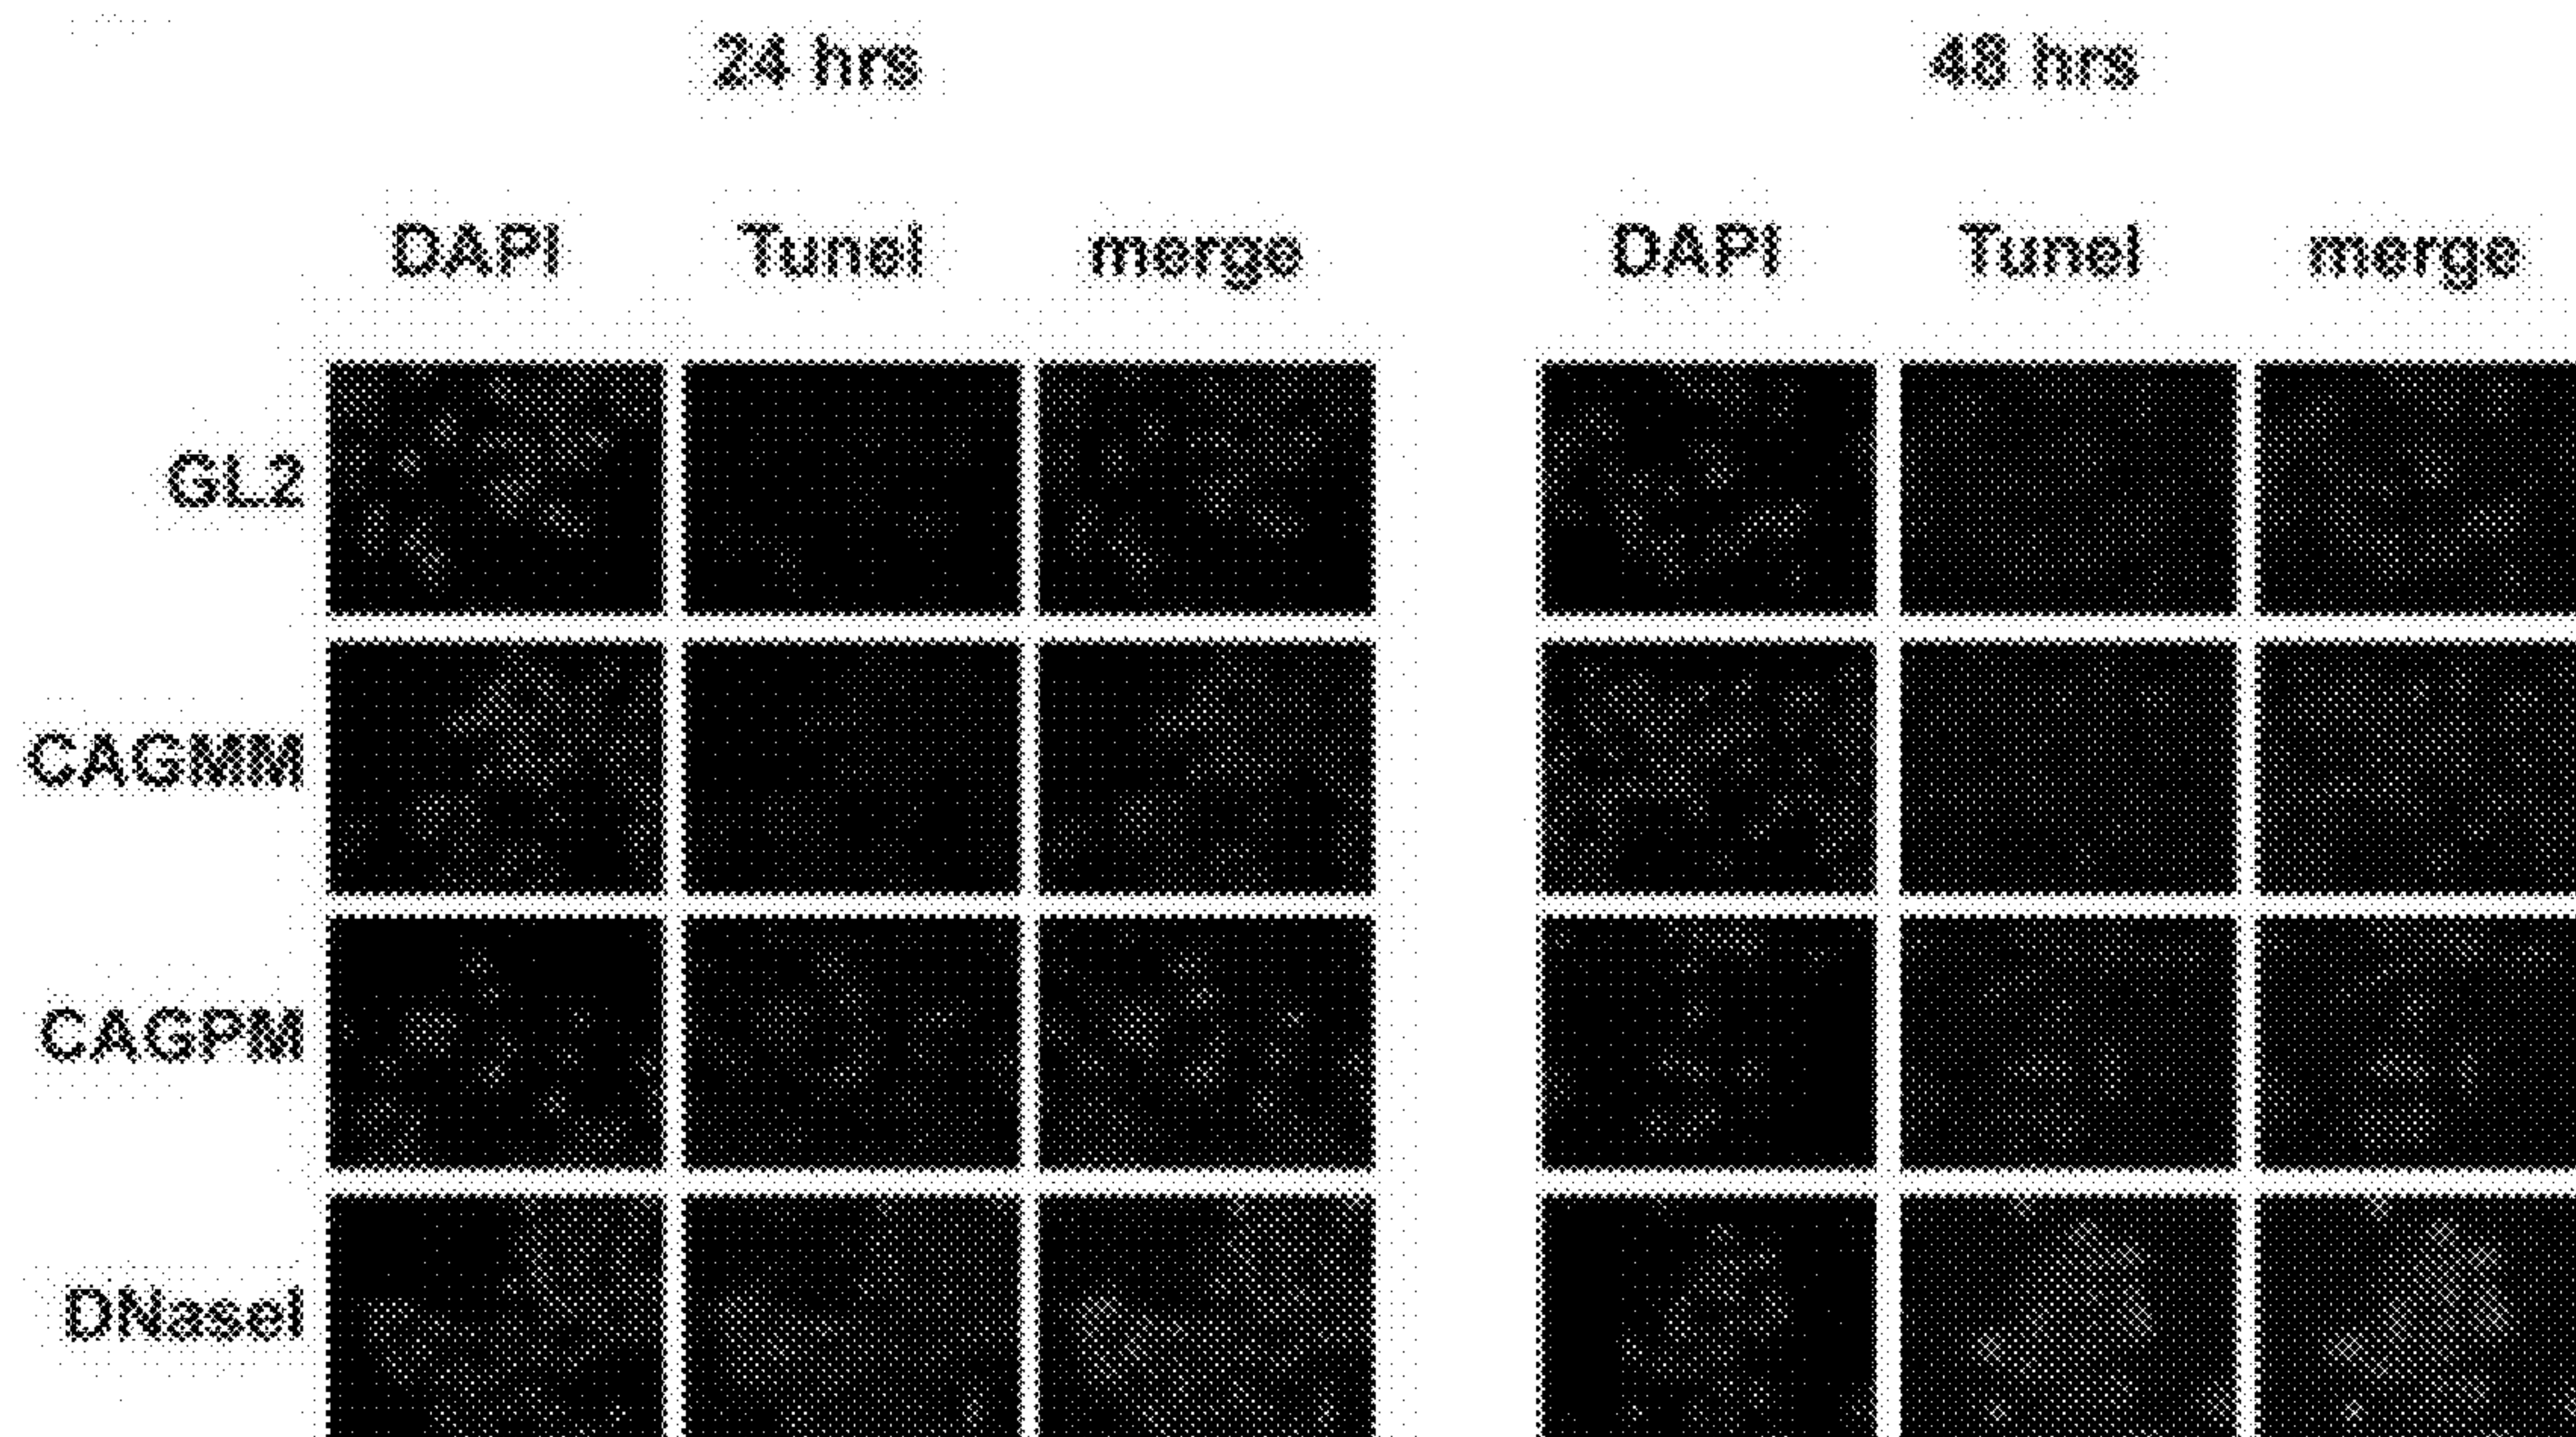 24 hrs 48 hrs
DAPI Tunel merge DAPI Tunel merge
GL2
CAGMM
CAGPM
DNaseI